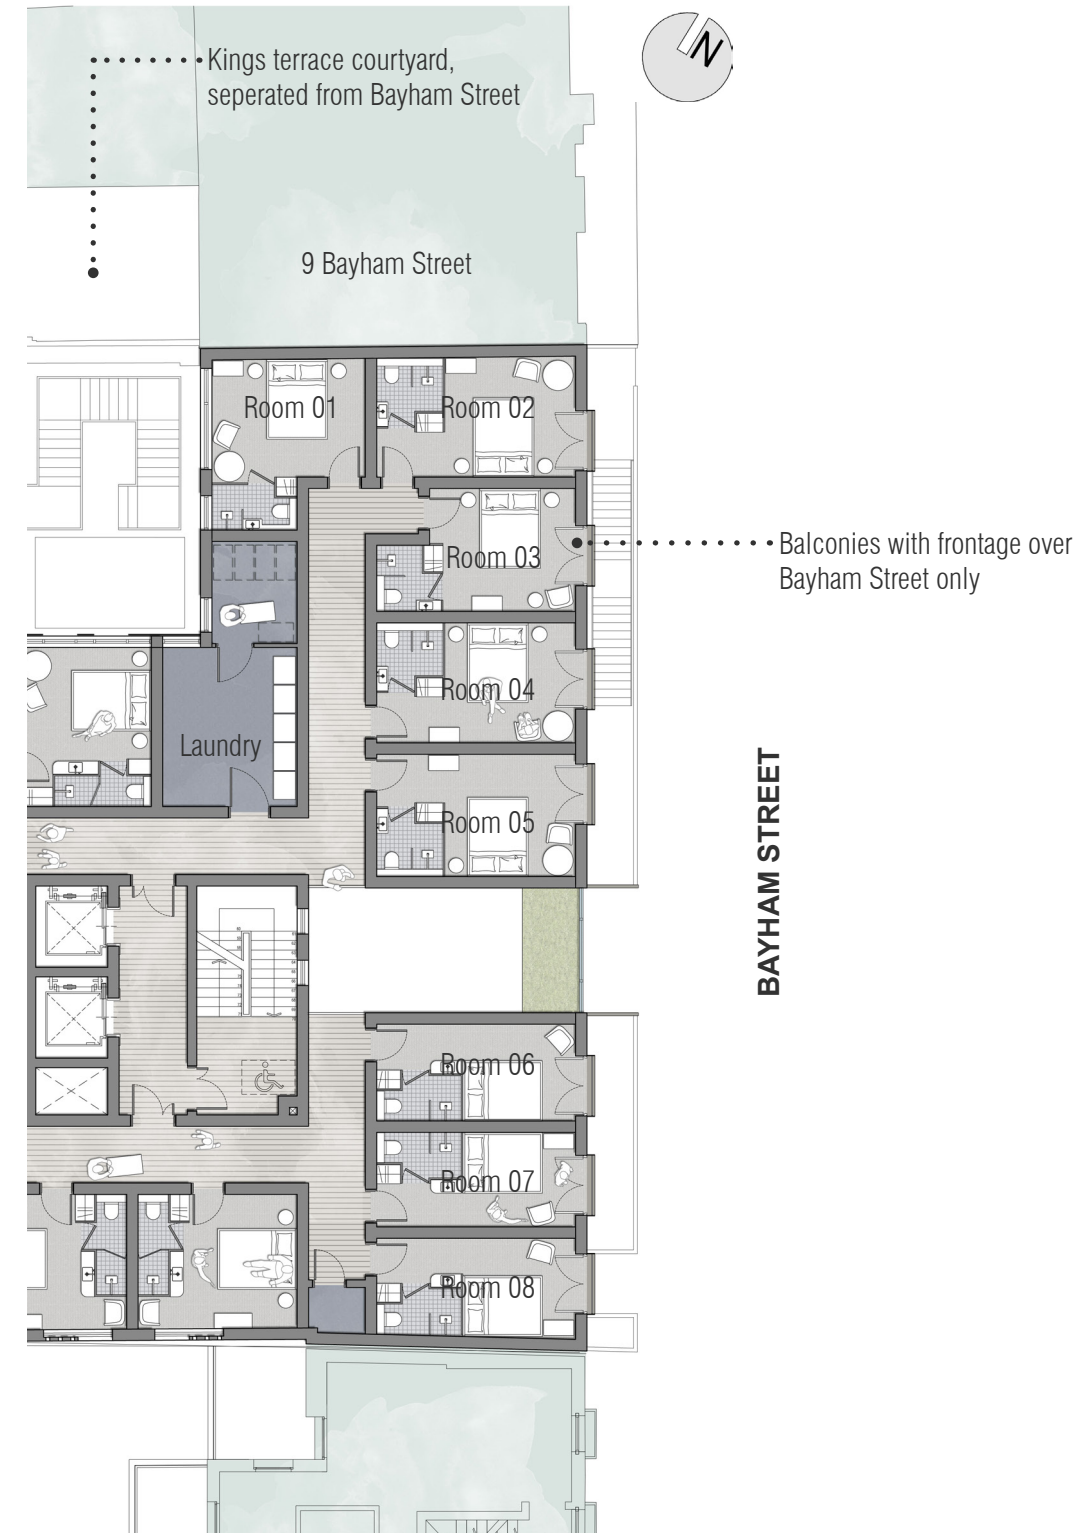 N
Kings terrace courtyard,
seperated from Bayham Street
9 Bayham Street
Room 01
Room 02
Room 03
Balconies with frontage over
Bayham Street only
Room 04
Laundry
Room 05
BAYHAM STREET
Room 06
Room 07
Room 08